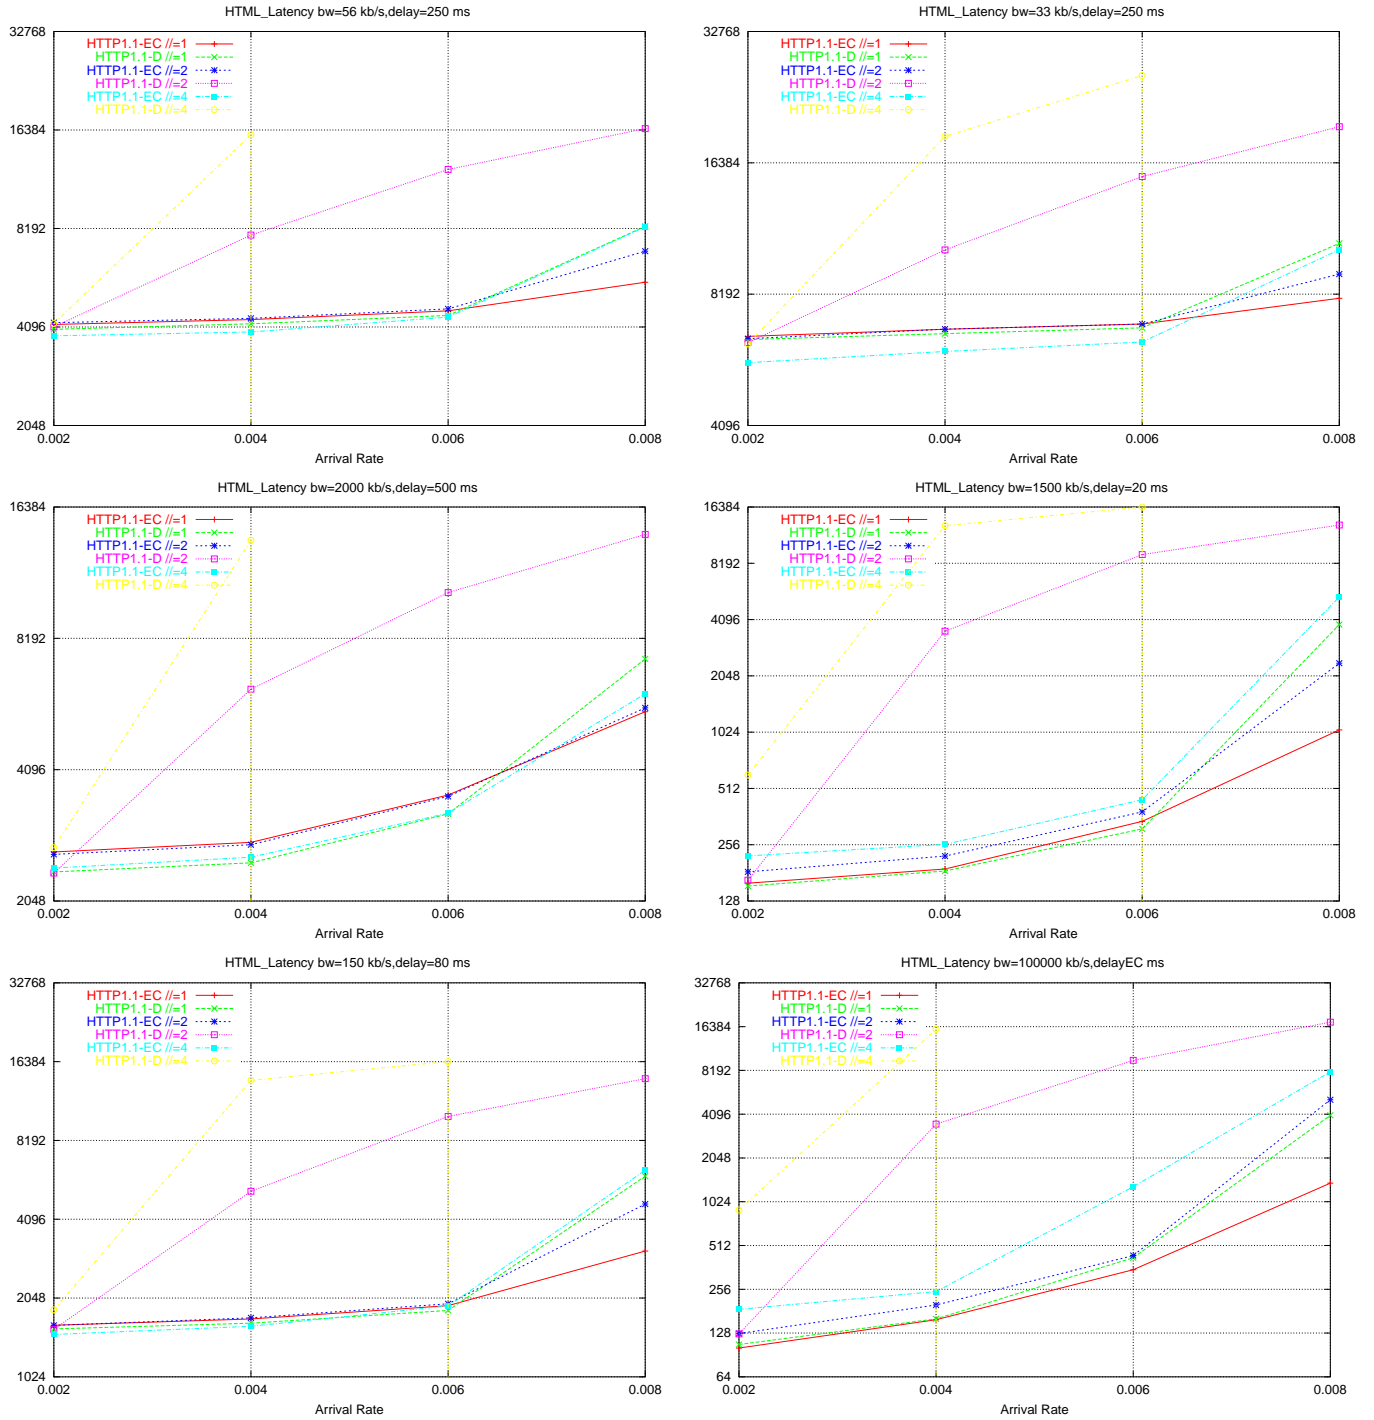 HTML_Latency bw=56 kb/s,delay=250 ms
32768
16384
8192
4096
2048
HTTP1.1-EC //=1
HTTP1.1-D //=1
HTTP1.1-EC //=2
HTTP1.1-D //=2
HTTP1.1-EC //=4
HTTP1.1-D //=4
0.002 0.004 0.006 0.008
Arrival Rate
HTML_Latency bw=33 kb/s,delay=250 ms
32768
16384
8192
4096
HTTP1.1-EC //=1
HTTP1.1-D //=1
HTTP1.1-EC //=2
HTTP1.1-D //=2
HTTP1.1-EC //=4
HTTP1.1-D //=4
0.002 0.004 0.006 0.008
Arrival Rate
HTML_Latency bw=2000 kb/s,delay=500 ms
16384
8192
4096
2048
HTTP1.1-EC //=1
HTTP1.1-D //=1
HTTP1.1-EC //=2
HTTP1.1-D //=2
HTTP1.1-EC //=4
HTTP1.1-D //=4
0.002 0.004 0.006 0.008
Arrival Rate
HTML_Latency bw=1500 kb/s,delay=20 ms
16384
8192
4096
2048
1024
512
256
128
HTTP1.1-EC //=1
HTTP1.1-D //=1
HTTP1.1-EC //=2
HTTP1.1-D //=2
HTTP1.1-EC //=4
HTTP1.1-D //=4
0.002 0.004 0.006 0.008
Arrival Rate
HTML_Latency bw=150 kb/s,delay=80 ms
32768
16384
8192
4096
2048
1024
HTTP1.1-EC //=1
HTTP1.1-D //=1
HTTP1.1-EC //=2
HTTP1.1-D //=2
HTTP1.1-EC //=4
HTTP1.1-D //=4
0.002 0.004 0.006 0.008
Arrival Rate
HTML_Latency bw=100000 kb/s,delayEC ms
32768
16384
8192
4096
2048
1024
512
256
128
64
HTTP1.1-EC //=1
HTTP1.1-D //=1
HTTP1.1-EC //=2
HTTP1.1-D //=2
HTTP1.1-EC //=4
HTTP1.1-D //=4
0.002 0.004 0.006 0.008
Arrival Rate